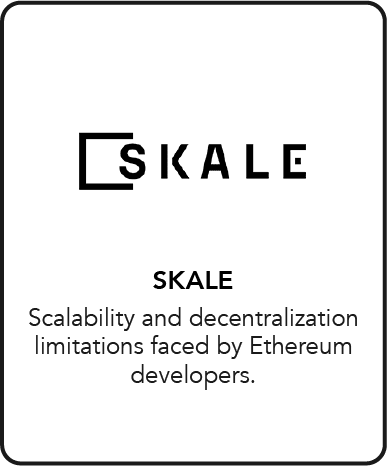 SKALE
SKALE
Scalability and decentralization
limitations faced by Ethereum
developers.